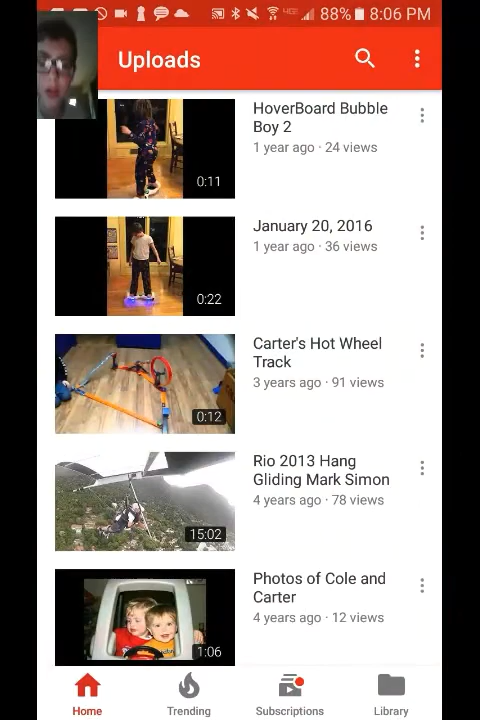 88% 8:06 PM
Uploads
HoverBoard Bubble
Boy 2
1 year ago · 24 views
0:11
January 20, 2016
1 year ago · 36 views
0:22
Carter's Hot Wheel
Track
3 years ago · 91 views
0:12
Rio 2013 Hang
Gliding Mark Simon
4 years ago · 78 views
15:02
Photos of Cole and
Carter
4 years ago · 12 views
1:06
Home Trending Subscriptions Library